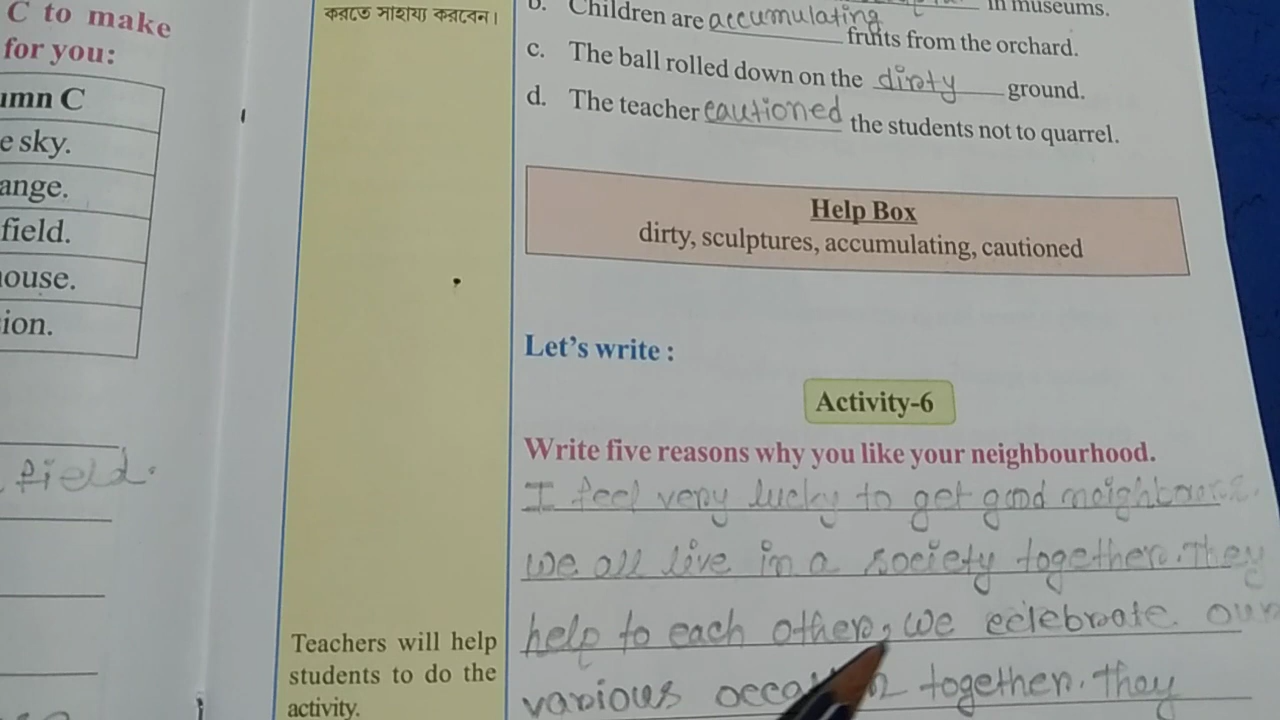 C to make
for you:
umn C
e sky.
ange.
field.
ouse.
ion.
field.
করতে সাহায্য করবেন।
Teachers will help
students to do the
activity.
in museums.
b. Children are accumulating fruits from the orchard.
c. The ball rolled down on the dirty ground.
d. The teacher cautioned the students not to quarrel.
Help Box
dirty, sculptures, accumulating, cautioned
Let's write :
Activity-6
Write five reasons why you like your neighbourhood.
I feel very lucky to get good neighbours.
we all live in a society together. They
help to each other, we celebrate our
various together. they